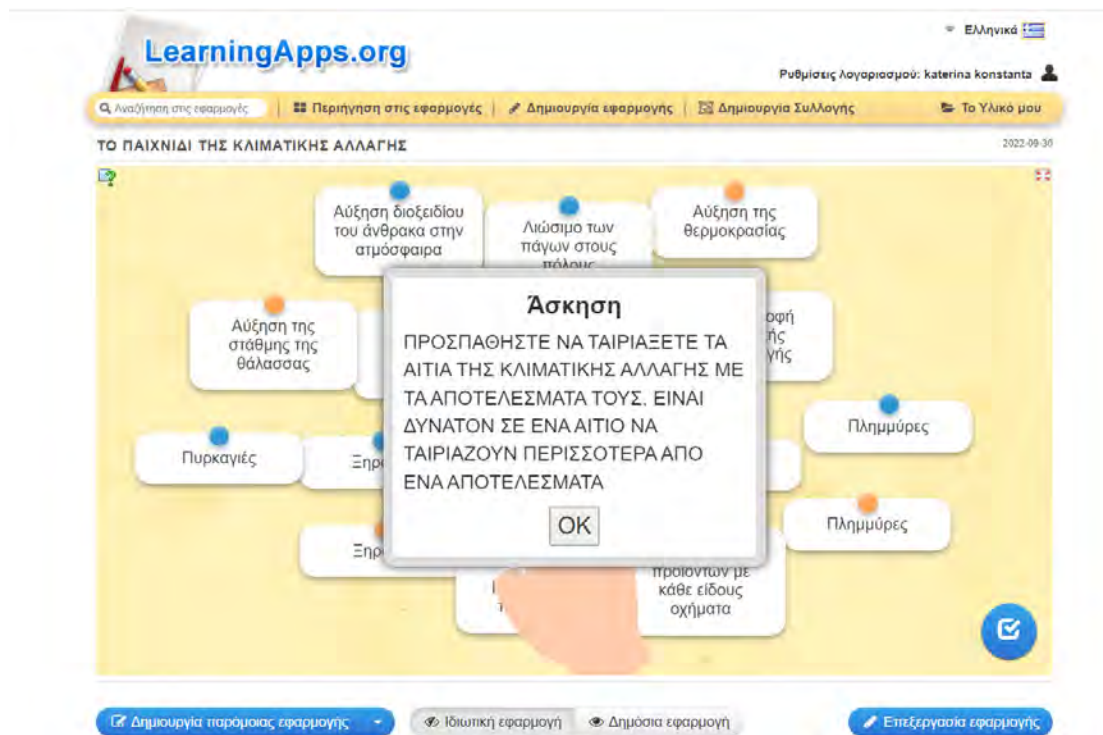 Ελληνικά
LearningApps.org
Ρυθμίσεις λογαριασμού: katerina konstanta
Αναζήτηση στις εφαρμογές
Περιήγηση στις εφαρμογές
Δημιουργία εφαρμογής
Δημιουργία Συλλογής
Το Υλικό μου
ΤΟ ΠΑΙΧΝΙΔΙ ΤΗΣ ΚΛΙΜΑΤΙΚΗΣ ΑΛΛΑΓΗΣ
2022-09-30
Αύξηση διοξειδίου
του άνθρακα στην
ατμόσφαιρα
Λιώσιμο των
πάγων στους
πόλους
Αύξηση της
θερμοκρασίας
Αύξηση της
στάθμης της
θάλασσας
Άσκηση
ΠΡΟΣΠΑΘΗΣΤΕ ΝΑ ΤΑΙΡΙΑΞΕΤΕ ΤΑ
ΑΙΤΙΑ ΤΗΣ ΚΛΙΜΑΤΙΚΗΣ ΑΛΛΑΓΗΣ ΜΕ
ΤΑ ΑΠΟΤΕΛΕΣΜΑΤΑ ΤΟΥΣ. ΕΙΝΑΙ
ΔΥΝΑΤΟΝ ΣΕ ΕΝΑ ΑΙΤΙΟ ΝΑ
ΤΑΙΡΙΑΖΟΥΝ ΠΕΡΙΣΣΟΤΕΡΑ ΑΠΟ
ΕΝΑ ΑΠΟΤΕΛΕΣΜΑΤΑ
OK
Πλημμύρες
Πυρκαγιές
Πλημμύρες
προϊόντων με
κάθε είδους
οχήματα
Δημιουργία παρόμοιας εφαρμογής
Ιδιωτική εφαρμογή
Δημόσια εφαρμογή
Επεξεργασία εφαρμογής